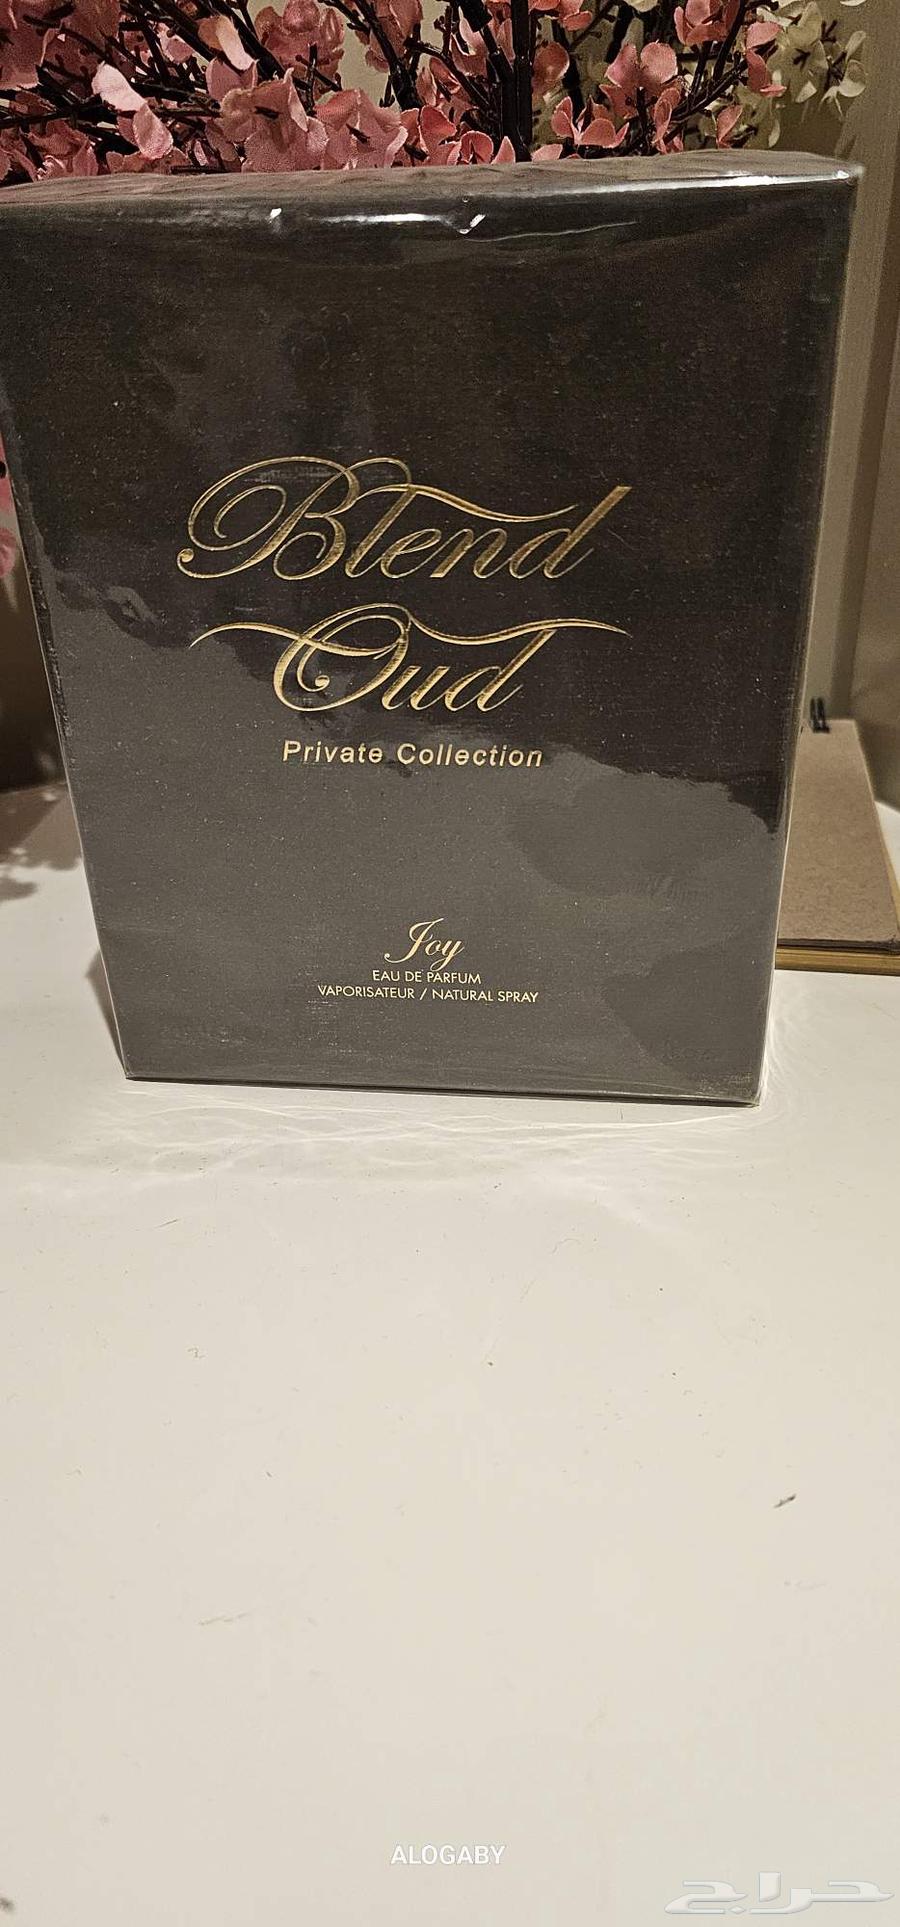 Blend
Oud
Private Collection
Joy
EAU DE PARFUM
VAPORISATEUR / NATURAL SPRAY
ALOGABY
حراج